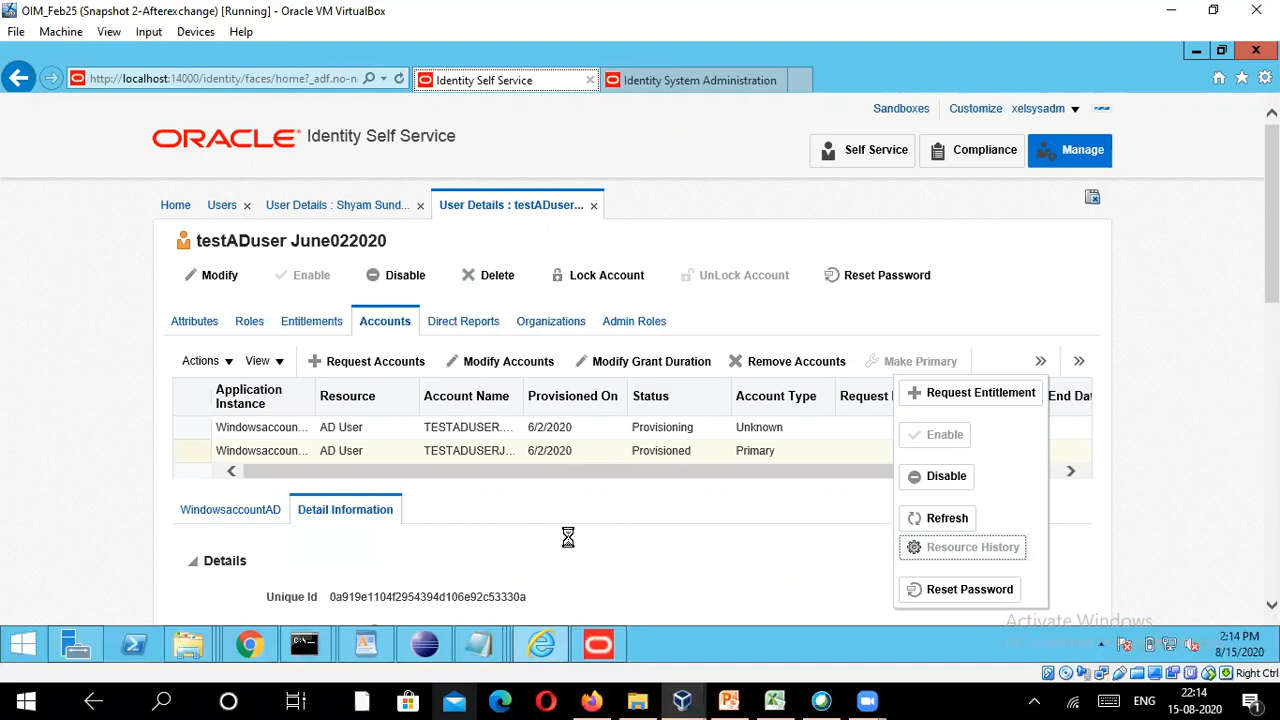 OIM_Feb25 (Snapshot 2-Afterexchange) [Running] - Oracle VM VirtualBox
File Machine View Input Devices Help
http://localhost:14000/identity/faces/home?_adf.no-n
Identity Self Service
Identity System Administration
Sandboxes Customize xelsysadm
ORACLE Identity Self Service
Self Service Compliance Manage
Home Users User Details : Shyam Sund... User Details : testADuser...
testADuser June022020
Modify Enable Disable Delete Lock Account UnLock Account Reset Password
Attributes Roles Entitlements Accounts Direct Reports Organizations Admin Roles
Actions View Request Accounts Modify Accounts Modify Grant Duration Remove Accounts Make Primary
Application Instance Resource Account Name Provisioned On Status Account Type Request End Dat
Windowsaccoun... AD User TESTADUSER.... 6/2/2020 Provisioning Unknown
Windowsaccoun... AD User TESTADUSERJ... 6/2/2020 Provisioned Primary
Request Entitlement
Enable
Disable
Refresh
Resource History
Reset Password
WindowsaccountAD Detail Information
Details
Unique Id 0a919e1104f2954394d106e92c53330a
Activate Windows
2:14 PM
8/15/2020
Right Ctrl
ENG
22:14
15-08-2020